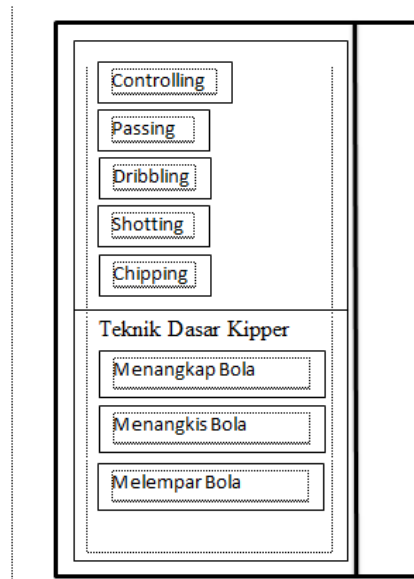 Controlling
Passing
Dribbling
Shotting
Chipping
Teknik Dasar Kipper
Menangkap Bola
Menangkis Bola
Melempar Bola